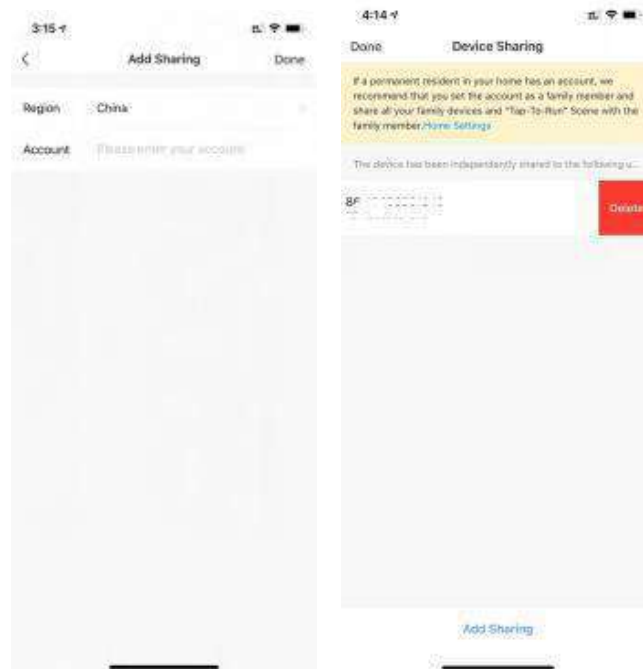 3:15
Add Sharing
Done
Region
China
Account
Please enter your account
4:14
Done
Device Sharing
If a permanent resident in your home has an account, we
recommend that you set the account as a family member and
share all your family devices and "Tap-To-Run" Scene with the
family member.Home Settings
The device has been independently shared to the following u...
Delete
Add Sharing